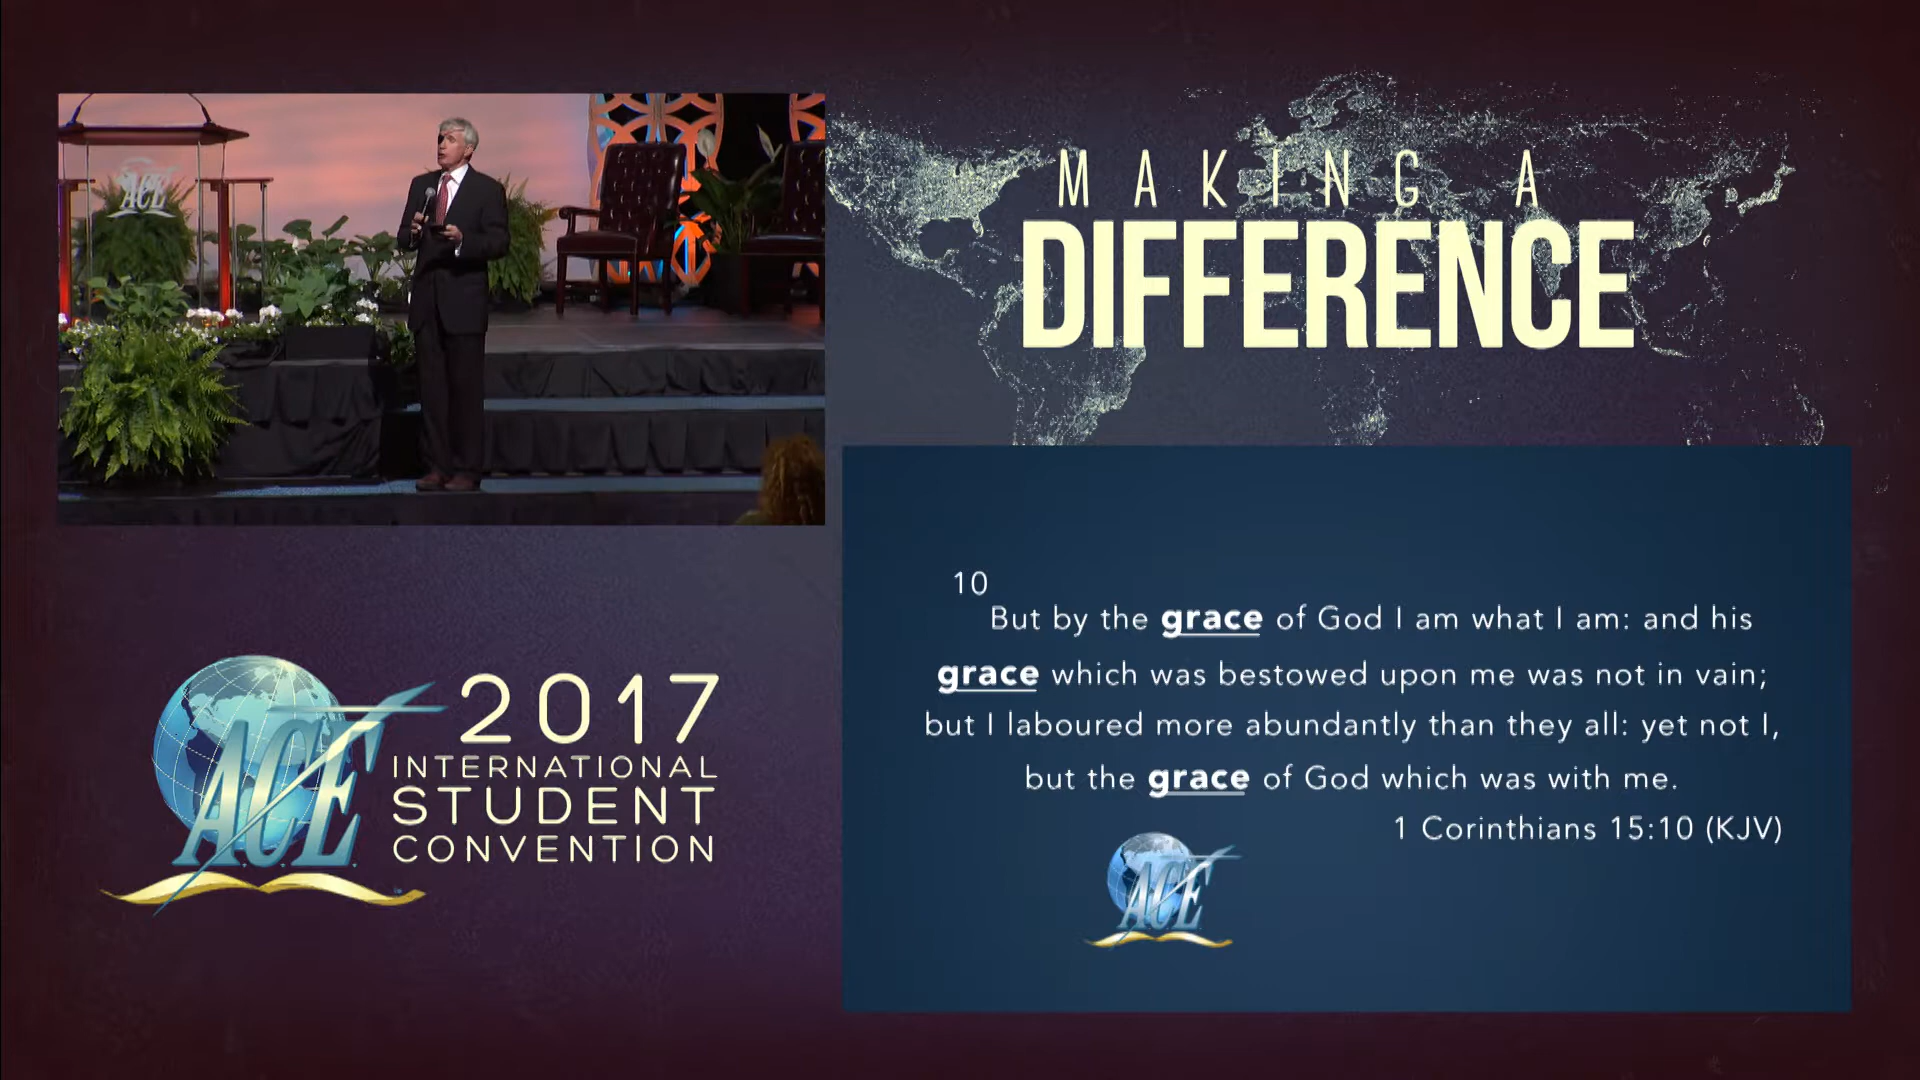 A.C.E.
MAKING A
DIFFERENCE
A.C.E.
2017
INTERNATIONAL
STUDENT
CONVENTION
10
But by the grace of God I am what I am: and his
grace which was bestowed upon me was not in vain;
but I laboured more abundantly than they all: yet not I,
but the grace of God which was with me.
1 Corinthians 15:10 (KJV)
A.C.E.